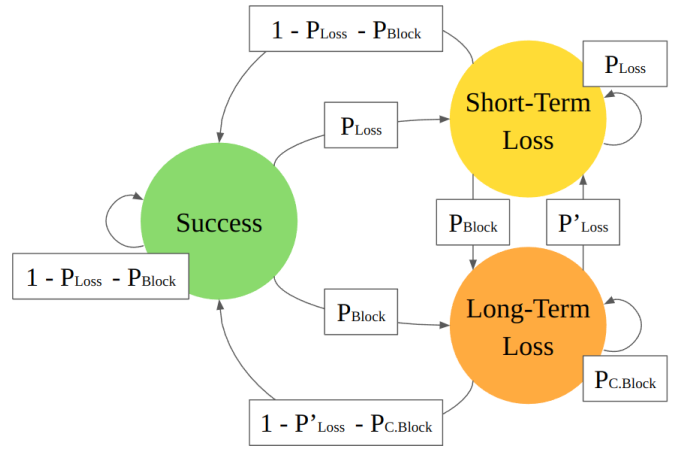 1 - PLoss - PBlock
Short-Term
Loss
PLoss
PLoss
Success
1 - PLoss - PBlock
PBlock
P’Loss
PBlock
Long-Term
Loss
PC.Block
1 - P’Loss - PC.Block